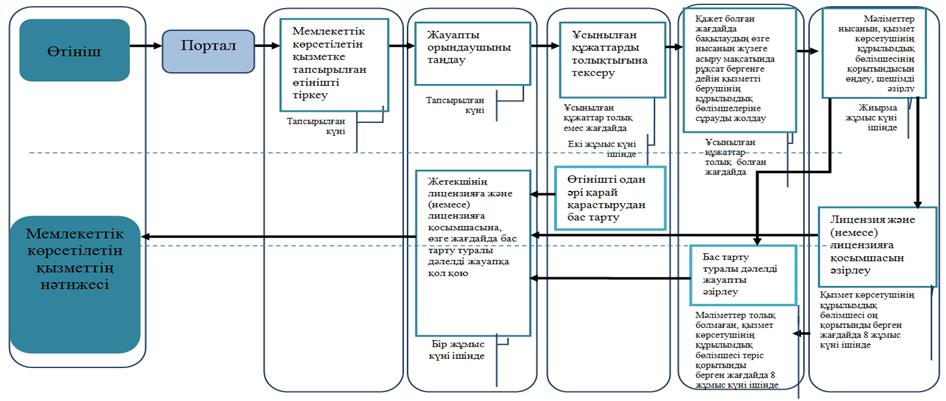 Өтініш
Портал
Мемлекеттік
көрсетілетін
қызметке
тапсырылған
өтінішті
тіркеу
Тапсырылған
күні
Жауапты
орындаушыны
таңдау
Тапсырылған
күні
Ұсынылған
құжаттарды
толықтығына
тексеру
Ұсынылған
құжаттар толық
емес жағдайда
Екі жұмыс күні
ішінде
Қажет болған
жағдайда
бақылаудың өзге
нысанын жүзеге
асыру мақсатында
рұқсат бергенге
дейін қызметті
берушінің
құрылымдық
бөлімшелеріне
сұрауды жолдау
Ұсынылған
құжаттар
толық болған
жағдайда
Мәліметтер
нысанын, қызмет
көрсетушінің
құрылымдық
бөлімшесінің
қорытындысын
өңдеу, шешімді
әзірлу
Жиырма
жұмыс күні
ішінде
Мемлекеттік
көрсетілетін
қызметтің
нәтижесі
Жетекшінің
лицензияға және
(немесе)
лицензияға
қосымшасына,
өзге жағдайда бас
тарту туралы
дәлелді жауапқа
қол қою
Бір жұмыс
күні ішінде
Өтінішті одан
әрі қарай
қарастырудан
бас тарту
Бас тарту
туралы дәлелді
жауапты
әзірлеу
Мәліметтер толық
болмаған, қызмет
көрсетушінің
құрылымдық
бөлімшесі теріс
қорытынды
берген жағдайда 8
жұмыс күні ішінде
Лицензия және
(немесе)
лицензияға
қосымшасын
әзірлеу
Қызмет көрсетушінің
құрылымдық
бөлімшесі оң
қорытынды берген
жағдайда 8 жұмыс
күні ішінде